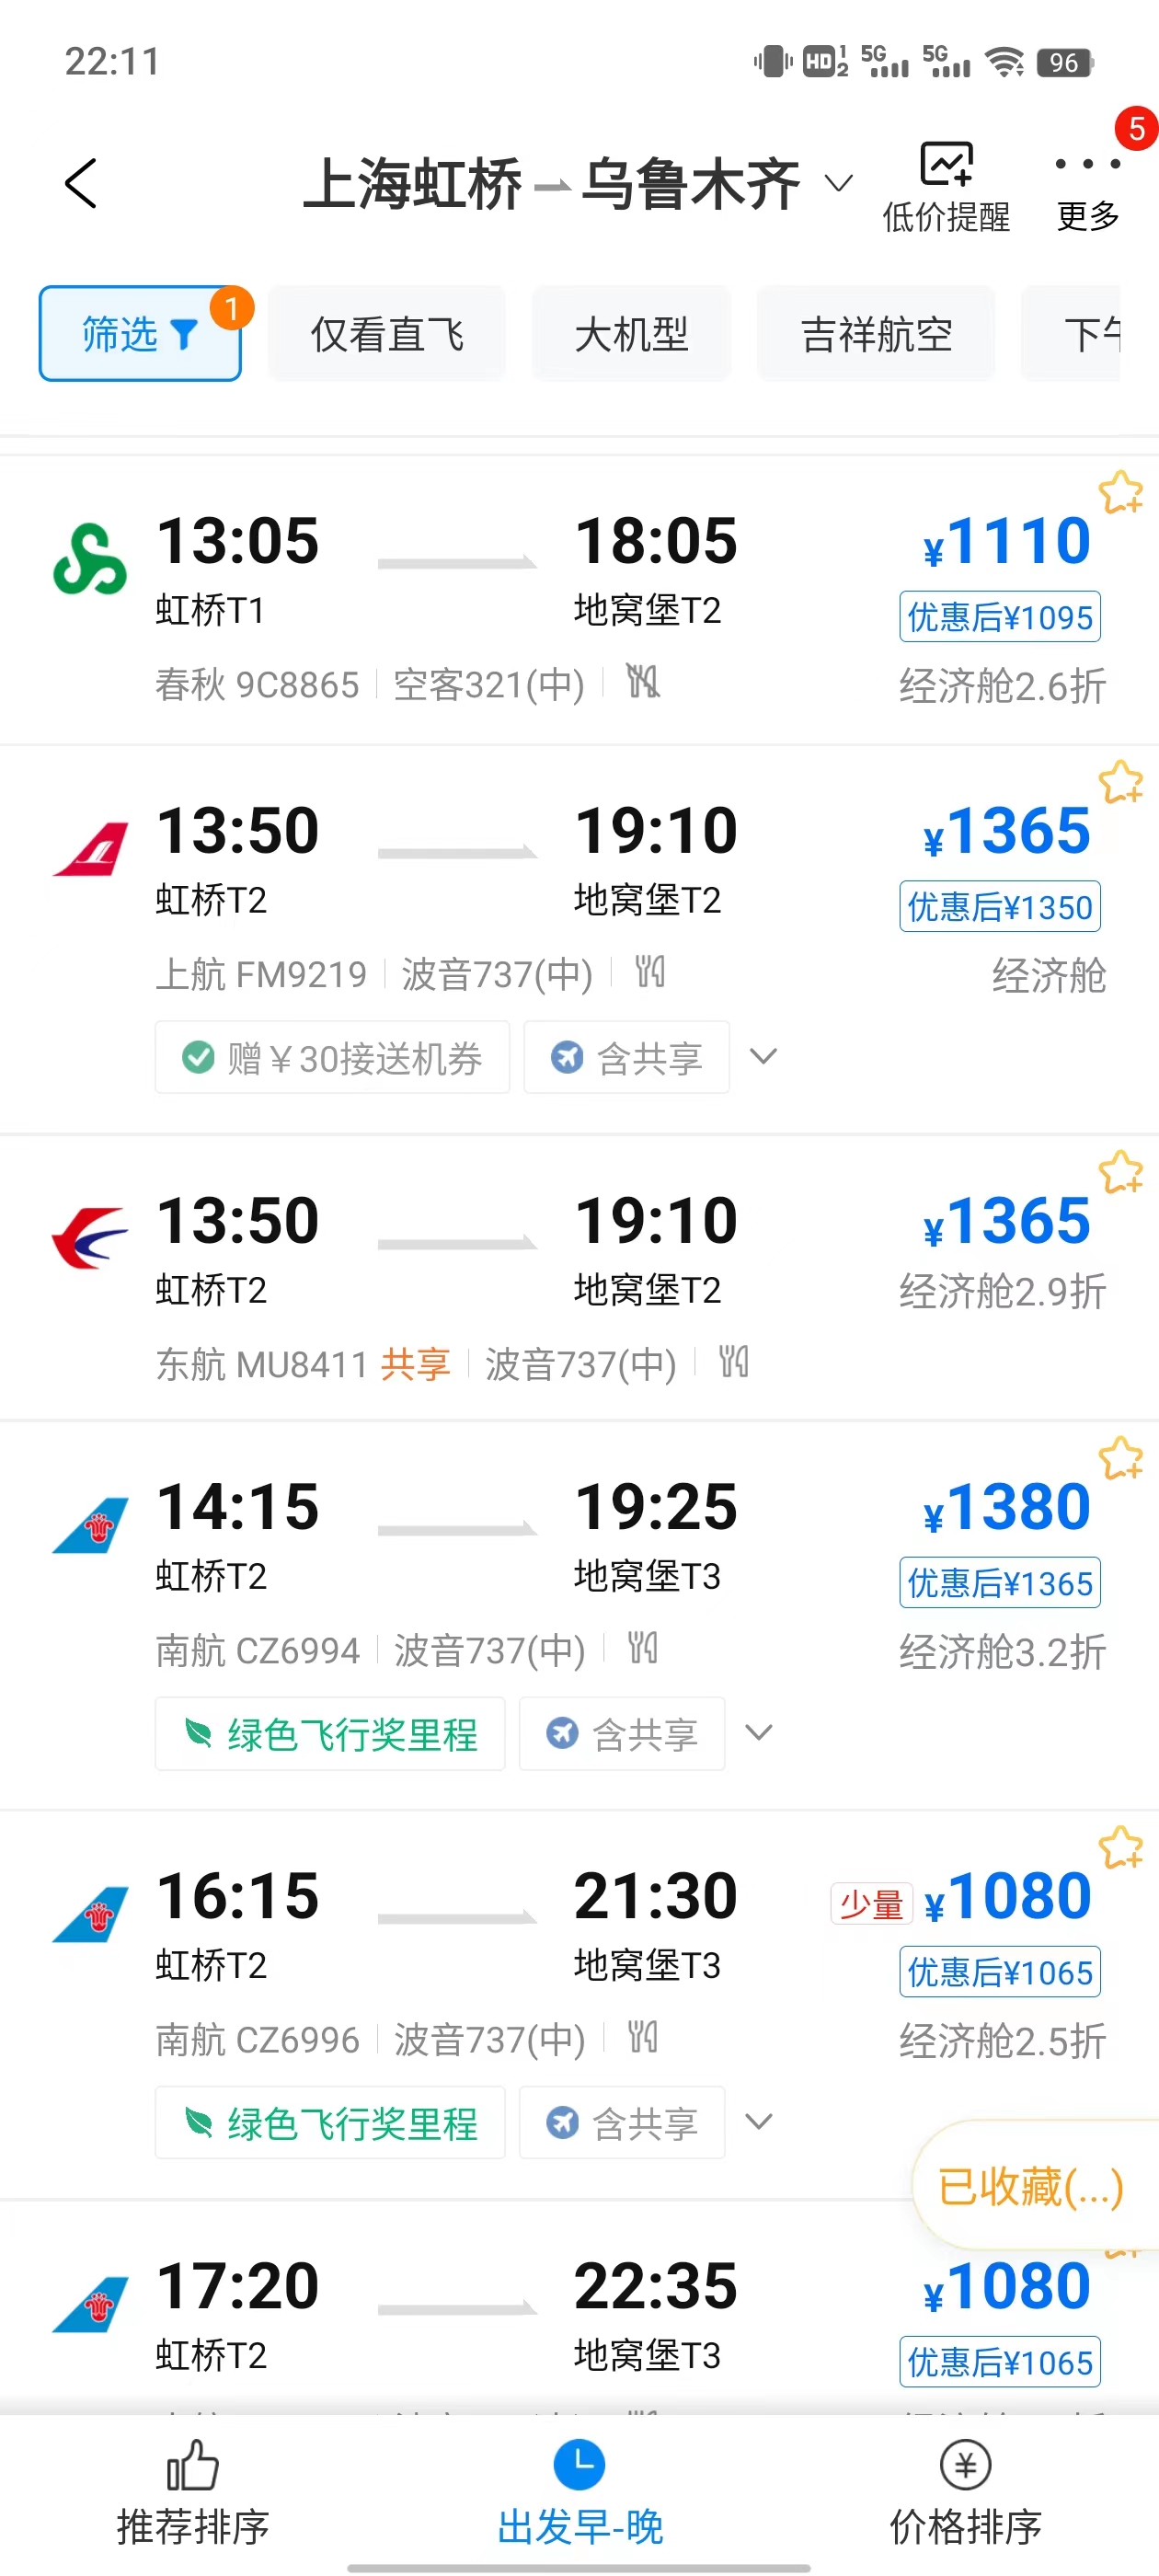 22:11
HD 1 2 5G 5G 96
上海虹桥 乌鲁木齐
低价提醒
5
更多
筛选 1
仅看直飞
大机型
吉祥航空
下午
13:05 18:05 ¥1110
虹桥T1 地窝堡T2 优惠后¥1095
春秋 9C8865 空客321(中) 经济舱2.6折
13:50 19:10 ¥1365
虹桥T2 地窝堡T2 优惠后¥1350
上航 FM9219 波音737(中) 经济舱
赠￥30接送机券 含共享
13:50 19:10 ¥1365
虹桥T2 地窝堡T2 经济舱2.9折
东航 MU8411 共享 波音737(中)
14:15 19:25 ¥1380
虹桥T2 地窝堡T3 优惠后¥1365
南航 CZ6994 波音737(中) 经济舱3.2折
绿色飞行奖里程 含共享
16:15 21:30 少量 ¥1080
虹桥T2 地窝堡T3 优惠后¥1065
南航 CZ6996 波音737(中) 经济舱2.5折
绿色飞行奖里程 含共享
已收藏(...)
17:20 22:35 ¥1080
虹桥T2 地窝堡T3 优惠后¥1065
推荐排序 出发早-晚 价格排序